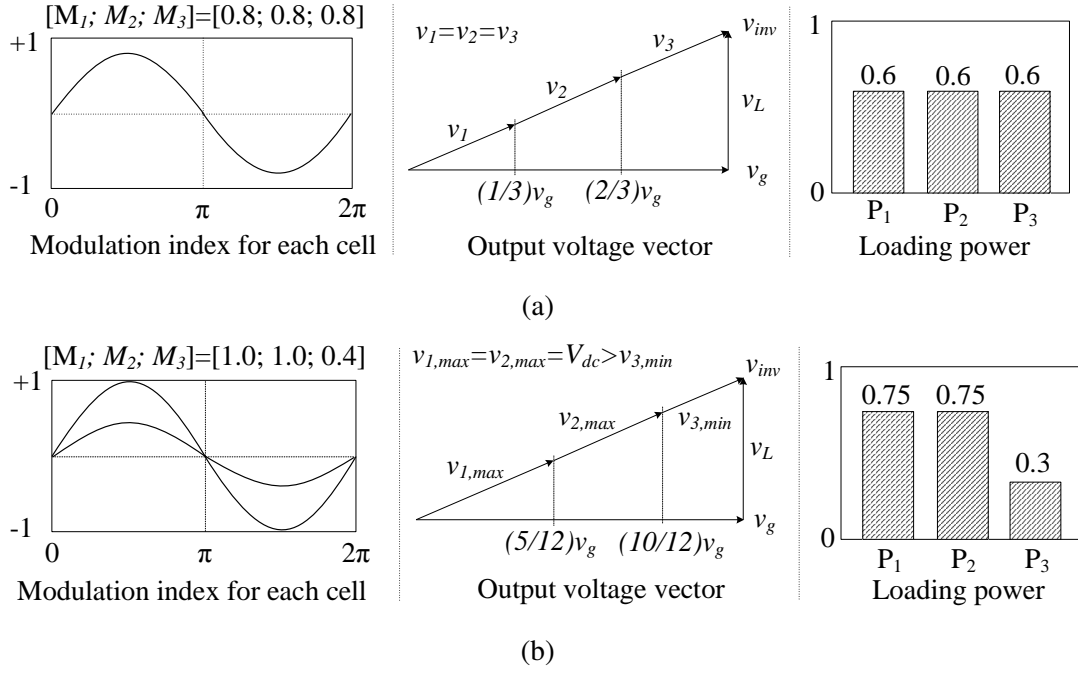 [M1; M2; M3]=[0.8; 0.8; 0.8]
+1
-1
0 π 2π
Modulation index for each cell
v1=v2=v3
vinv
v3
v2
v1
vL
vg
(1/3)vg (2/3)vg
Output voltage vector
1
0.6 0.6 0.6
0
P1 P2 P3
Loading power
(a)
[M1; M2; M3]=[1.0; 1.0; 0.4]
+1
-1
0 π 2π
Modulation index for each cell
v1,max=v2,max=Vdc>v3,min
vinv
v2,max
v3,min
v1,max
vL
vg
(5/12)vg (10/12)vg
Output voltage vector
1
0.75 0.75
0.3
0
P1 P2 P3
Loading power
(b)